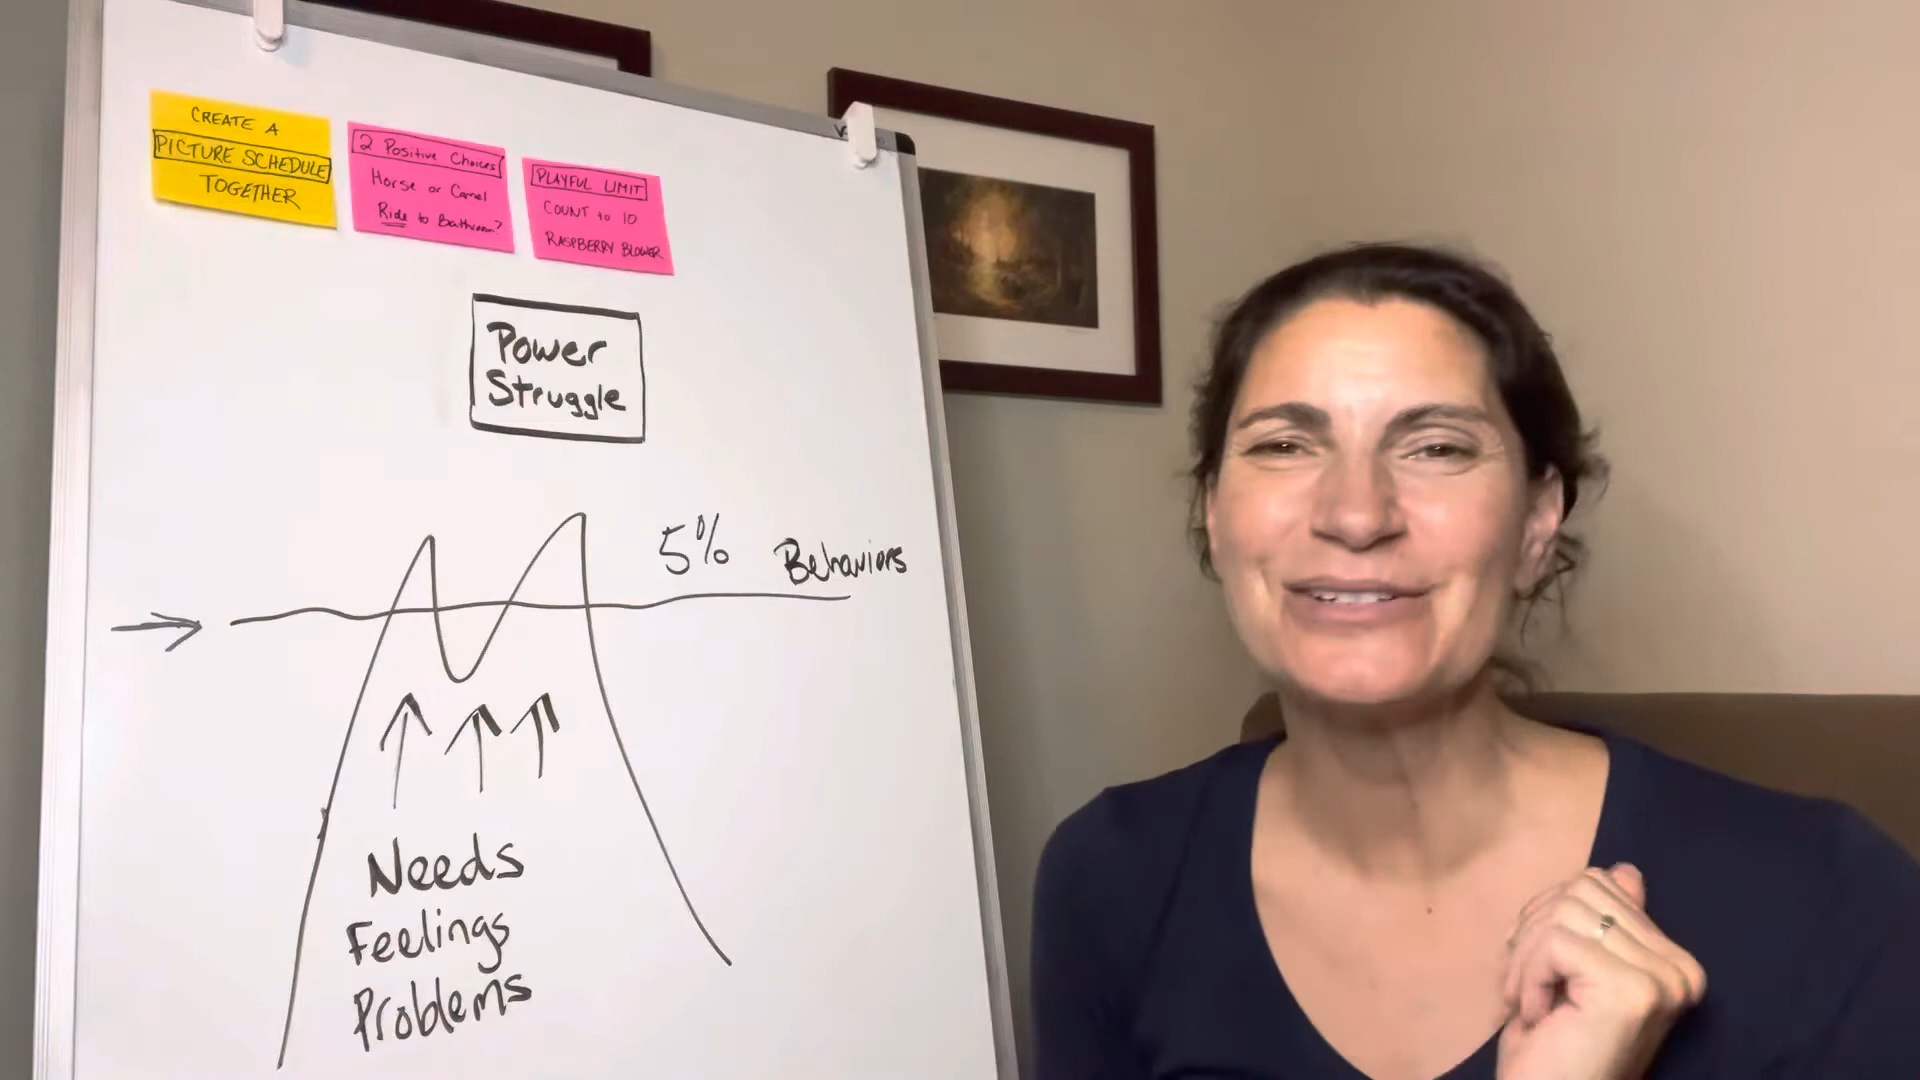 CREATE A
PICTURE SCHEDULE
TOGETHER
2 Positive Choices
Horse or Camel
Ride to Bathroom?
PLAYFUL LIMIT
COUNT to 10
RASPBERRY BLOWER
Power
Struggle
5% Behaviors
Needs
Feelings
Problems